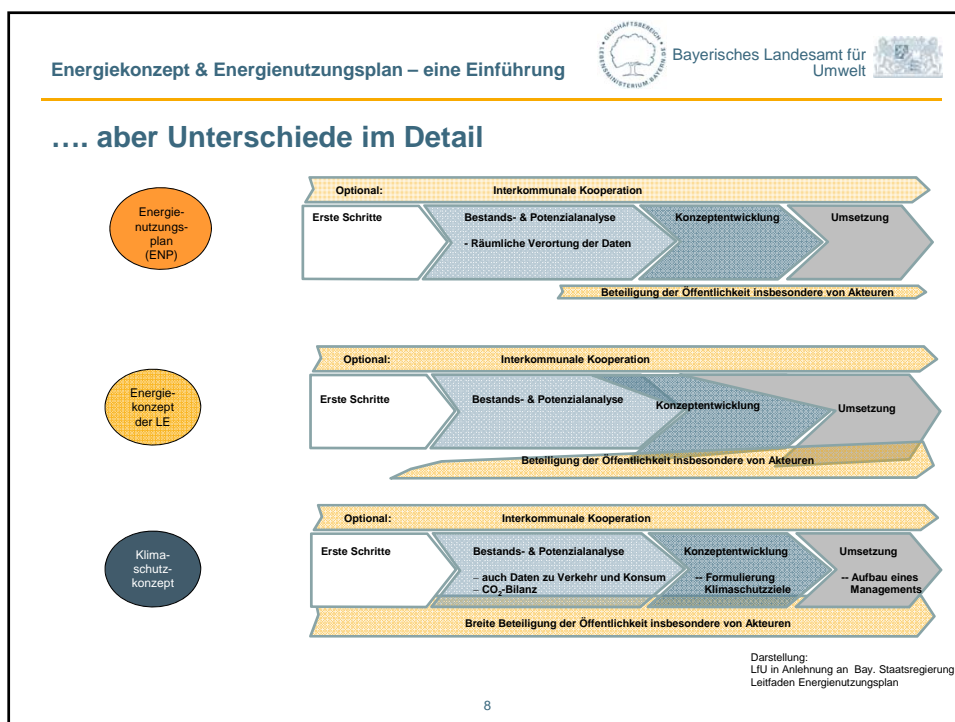 Energiekonzept & Energienutzungsplan – eine Einführung
GESCHÄFTSBEREICH
LEBENSMINISTERIUM BAYERN.DE
Bayerisches Landesamt für
Umwelt
…. aber Unterschiede im Detail
Energie-
nutzungs-
plan
(ENP)
Optional: Interkommunale Kooperation
Erste Schritte Bestands- & Potenzialanalyse Konzeptentwicklung Umsetzung
- Räumliche Verortung der Daten
Beteiligung der Öffentlichkeit insbesondere von Akteuren
Energie-
konzept
der LE
Optional: Interkommunale Kooperation
Erste Schritte Bestands- & Potenzialanalyse Konzeptentwicklung Umsetzung
Beteiligung der Öffentlichkeit insbesondere von Akteuren
Klima-
schutz-
konzept
Optional: Interkommunale Kooperation
Erste Schritte Bestands- & Potenzialanalyse Konzeptentwicklung Umsetzung
– auch Daten zu Verkehr und Konsum -- Formulierung -- Aufbau eines
– CO₂-Bilanz Klimaschutzziele Managements
Breite Beteiligung der Öffentlichkeit insbesondere von Akteuren
Darstellung:
LfU in Anlehnung an Bay. Staatsregierung
Leitfaden Energienutzungsplan
8